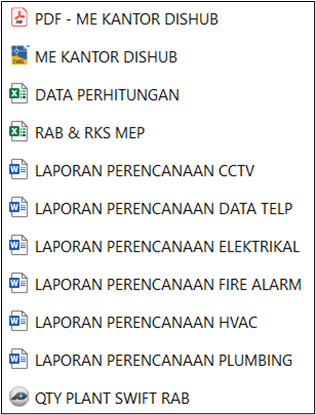 PDF - ME KANTOR DISHUB
ME KANTOR DISHUB
DATA PERHITUNGAN
RAB & RKS MEP
LAPORAN PERENCANAAN CCTV
LAPORAN PERENCANAAN DATA TELP
LAPORAN PERENCANAAN ELEKTRIKAL
LAPORAN PERENCANAAN FIRE ALARM
LAPORAN PERENCANAAN HVAC
LAPORAN PERENCANAAN PLUMBING
QTY PLANT SWIFT RAB